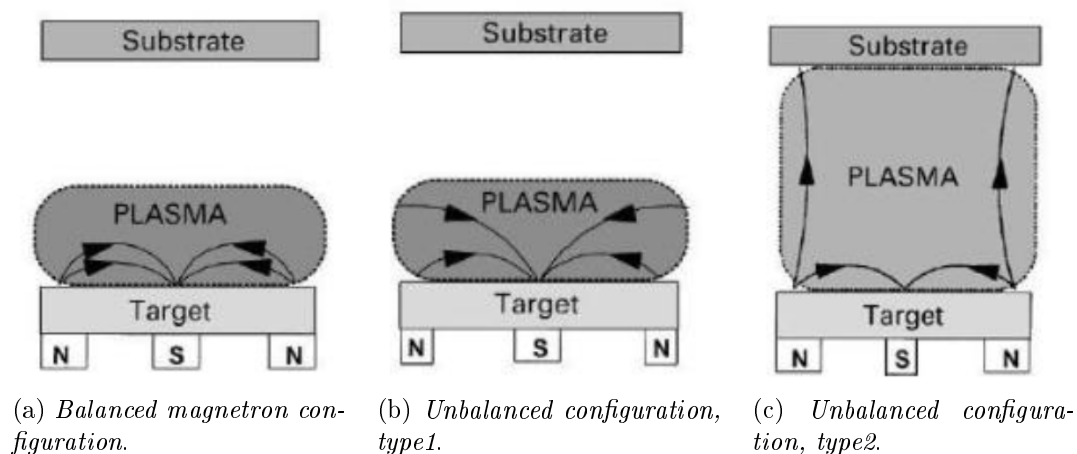 Substrate
PLASMA
Target
N S N
Substrate
PLASMA
Target
N S N
Substrate
PLASMA
Target
N S N
(a) Balanced magnetron con-
figuration.
(b) Unbalanced configuration,
type1.
(c) Unbalanced configura-
tion, type2.